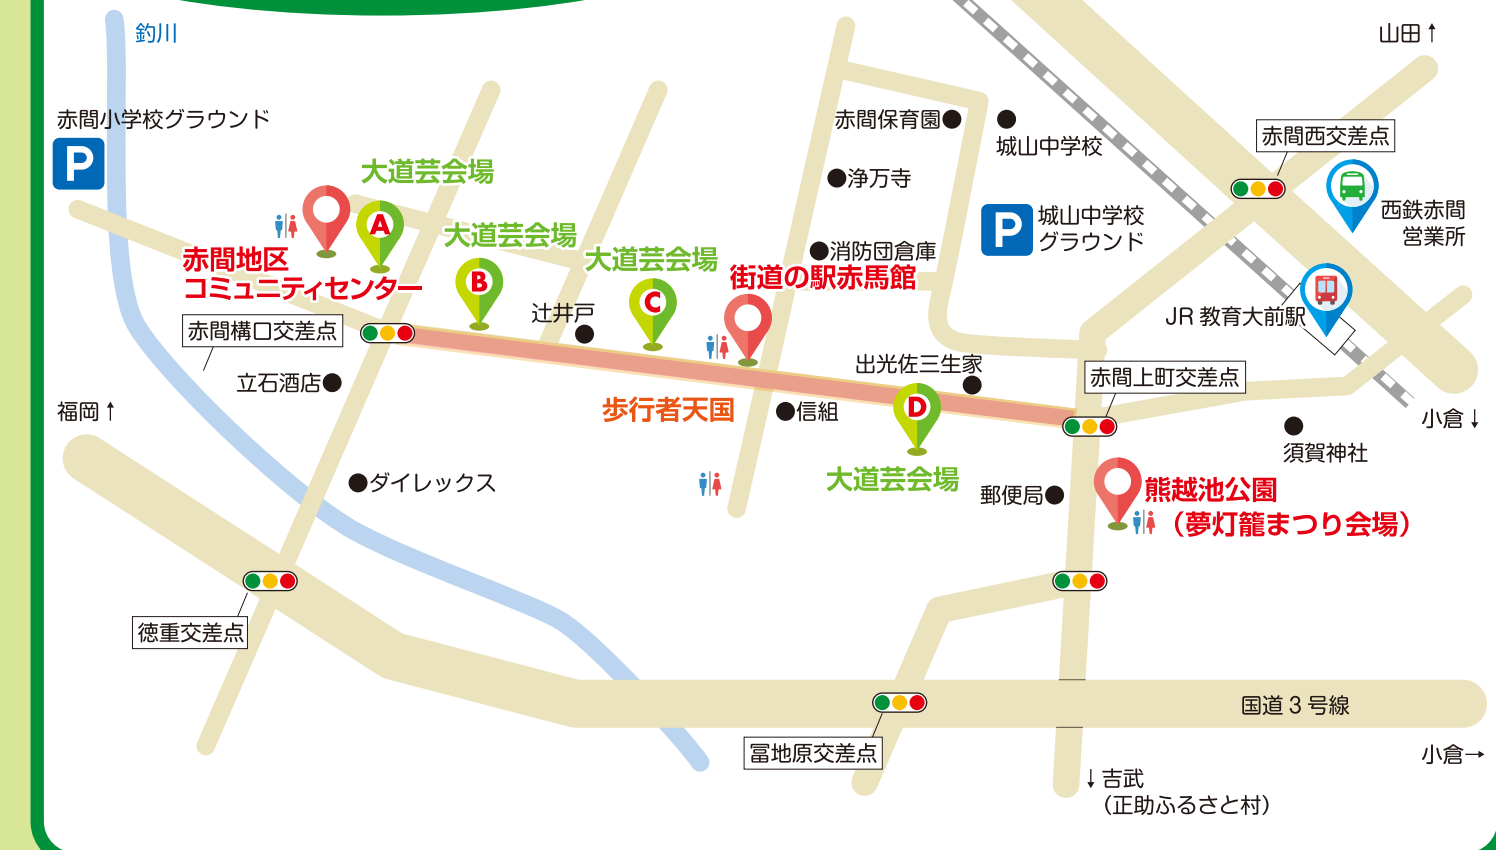 釣川
山田↑
赤間小学校グラウンド
P
赤間保育園
城山中学校
赤間西交差点
大道芸会場
浄万寺
A
城山中学校
グラウンド
P
西鉄赤間
営業所
大道芸会場
消防団倉庫
赤間地区
コミュニティセンター
B
大道芸会場
街道の駅赤馬館
C
辻井戸
JR 教育大前駅
赤間構口交差点
立石酒店
出光佐三生家
赤間上町交差点
福岡↑
歩行者天国
信組
D
小倉↓
須賀神社
ダイレックス
大道芸会場
郵便局
熊越池公園
（夢灯籠まつり会場）
徳重交差点
国道 3 号線
冨地原交差点
小倉→
↓吉武
（正助ふるさと村）